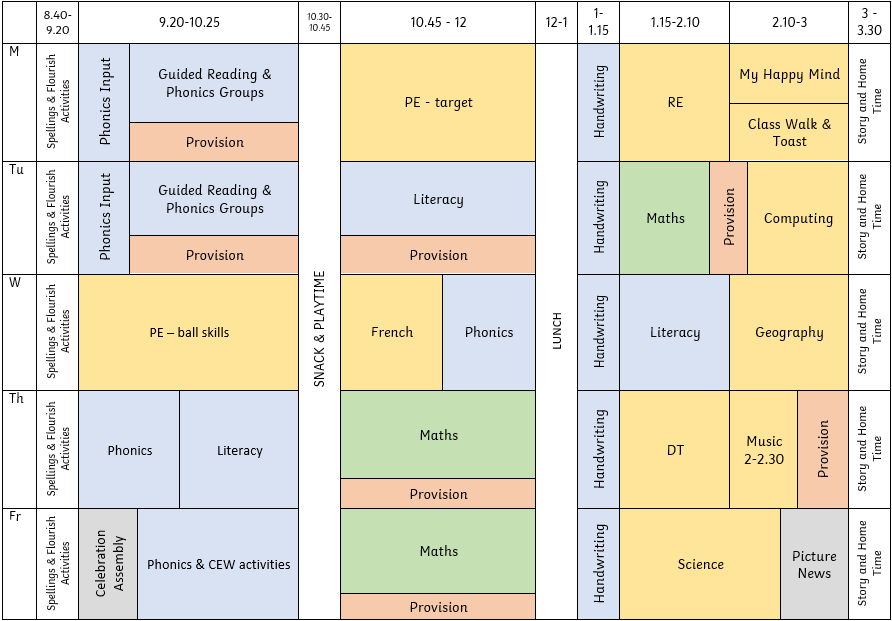 8.40-
9.20
9.20-10.25
10.30-
10.45
10.45 - 12
12-1
1-
1.15
1.15-2.10
2.10-3
3 -
3.30
M
Spellings & Flourish
Activities
Phonics Input
Guided Reading &
Phonics Groups
Provision
SNACK & PLAYTIME
PE - target
LUNCH
Handwriting
RE
My Happy Mind
Class Walk &
Toast
Story and Home
Time
Tu
Spellings & Flourish
Activities
Phonics Input
Guided Reading &
Phonics Groups
Provision
Literacy
Provision
Handwriting
Maths
Provision
Computing
Story and Home
Time
W
Spellings & Flourish
Activities
PE – ball skills
French
Phonics
Handwriting
Literacy
Geography
Story and Home
Time
Th
Spellings & Flourish
Activities
Phonics
Literacy
Maths
Provision
Handwriting
DT
Music
2-2.30
Provision
Story and Home
Time
Fr
Spellings & Flourish
Activities
Celebration
Assembly
Phonics & CEW activities
Maths
Provision
Handwriting
Science
Picture
News
Story and Home
Time